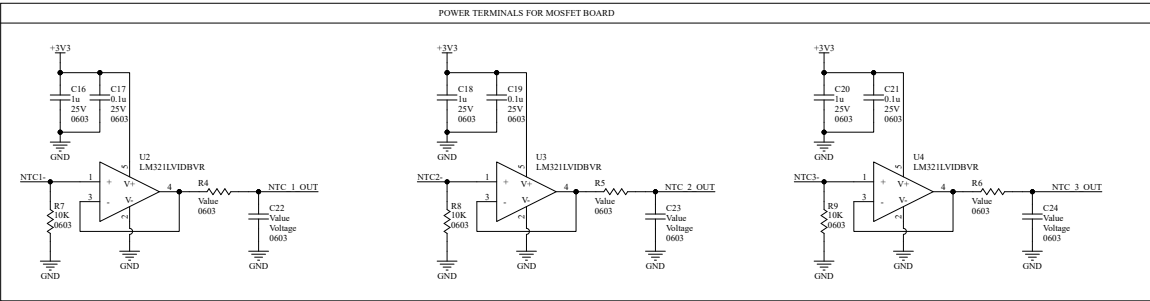 POWER TERMINALS FOR MOSFET BOARD
+3V3
C16
1u
25V
0603
C17
0.1u
25V
0603
GND
U2
LM321LVIDBVR
NTC1-
1
+
3
-
5
V+
V-
2
4
R4
Value
0603
NTC_1_OUT
R7
10K
0603
C22
Value
Voltage
0603
GND
GND
GND
+3V3
C18
1u
25V
0603
C19
0.1u
25V
0603
GND
U3
LM321LVIDBVR
NTC2-
1
+
3
-
5
V+
V-
2
4
R5
Value
0603
NTC_2_OUT
R8
10K
0603
C23
Value
Voltage
0603
GND
GND
GND
+3V3
C20
1u
25V
0603
C21
0.1u
25V
0603
GND
U4
LM321LVIDBVR
NTC3-
1
+
3
-
5
V+
V-
2
4
R6
Value
0603
NTC_3_OUT
R9
10K
0603
C24
Value
Voltage
0603
GND
GND
GND